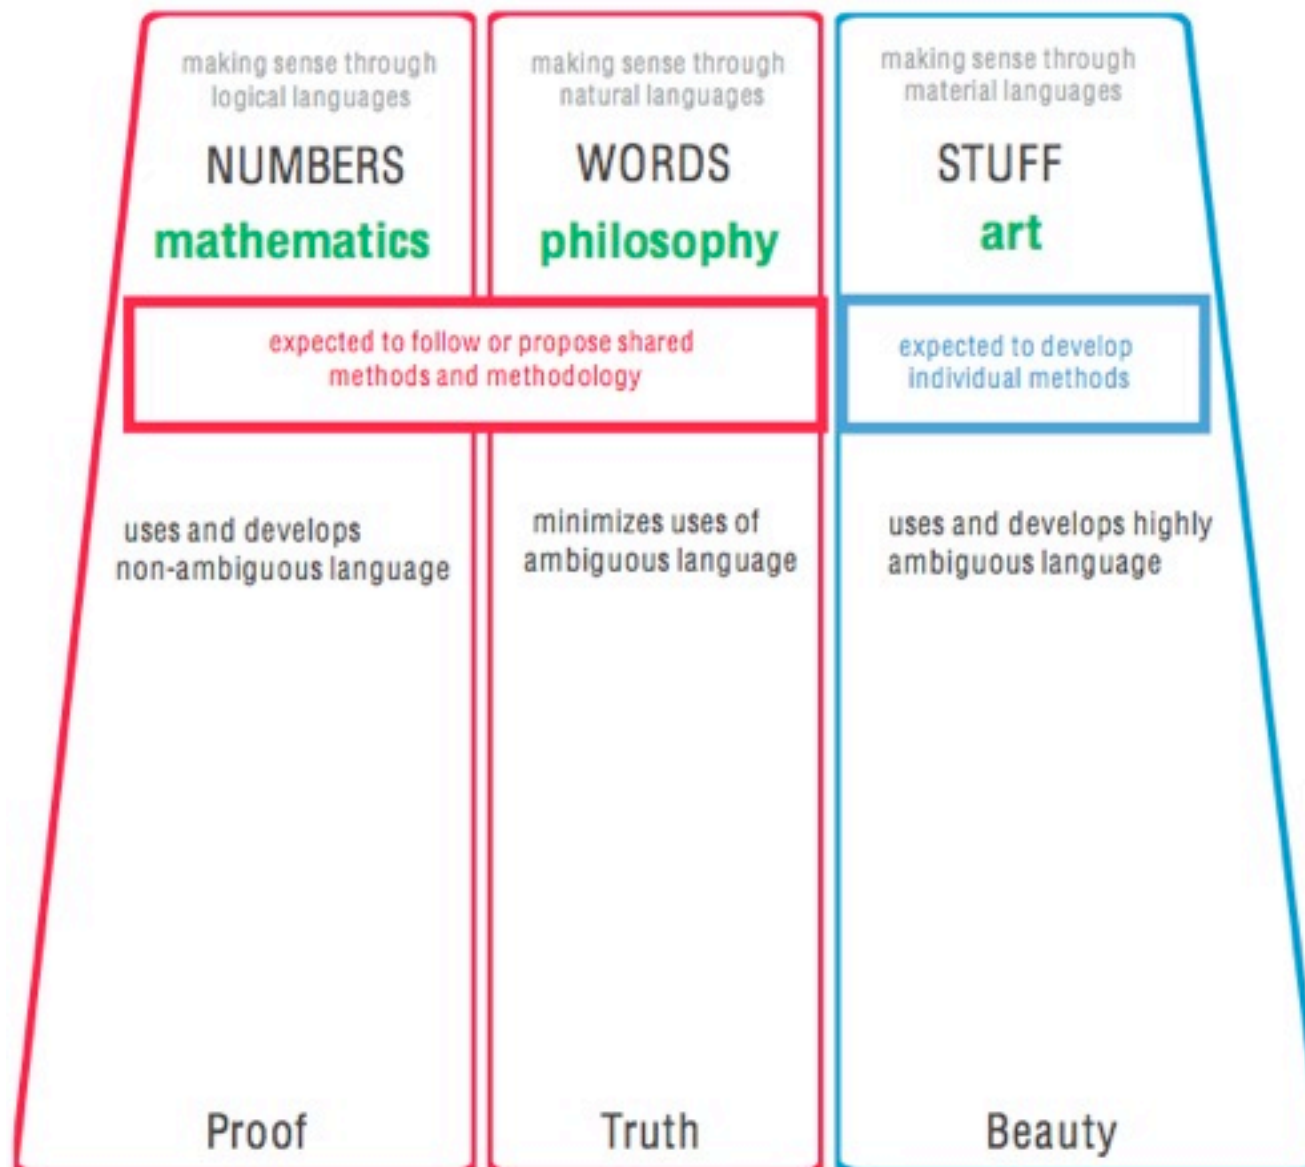 making sense through
logical languages
NUMBERS
mathematics
making sense through
natural languages
WORDS
philosophy
making sense through
material languages
STUFF
art
expected to follow or propose shared
methods and methodology
expected to develop
individual methods
uses and develops
non-ambiguous language
minimizes uses of
ambiguous language
uses and develops highly
ambiguous language
Proof
Truth
Beauty